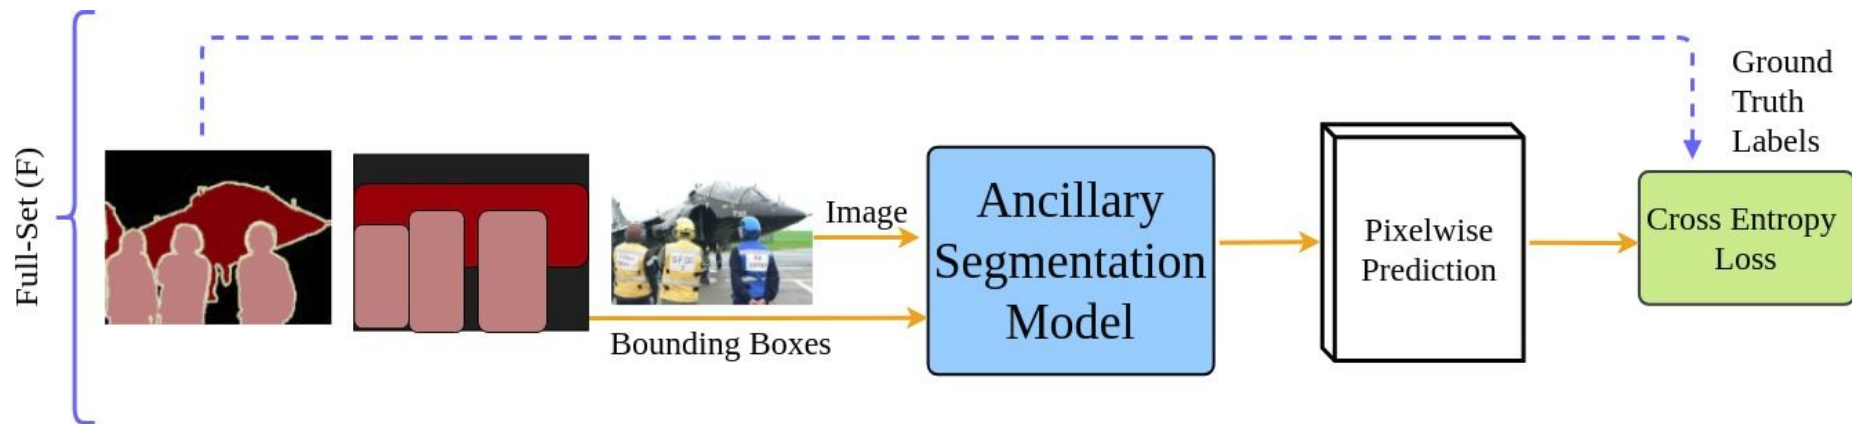 Full-Set (F)
Image
Bounding Boxes
Ancillary
Segmentation
Model
Pixelwise
Prediction
Ground
Truth
Labels
Cross Entropy
Loss